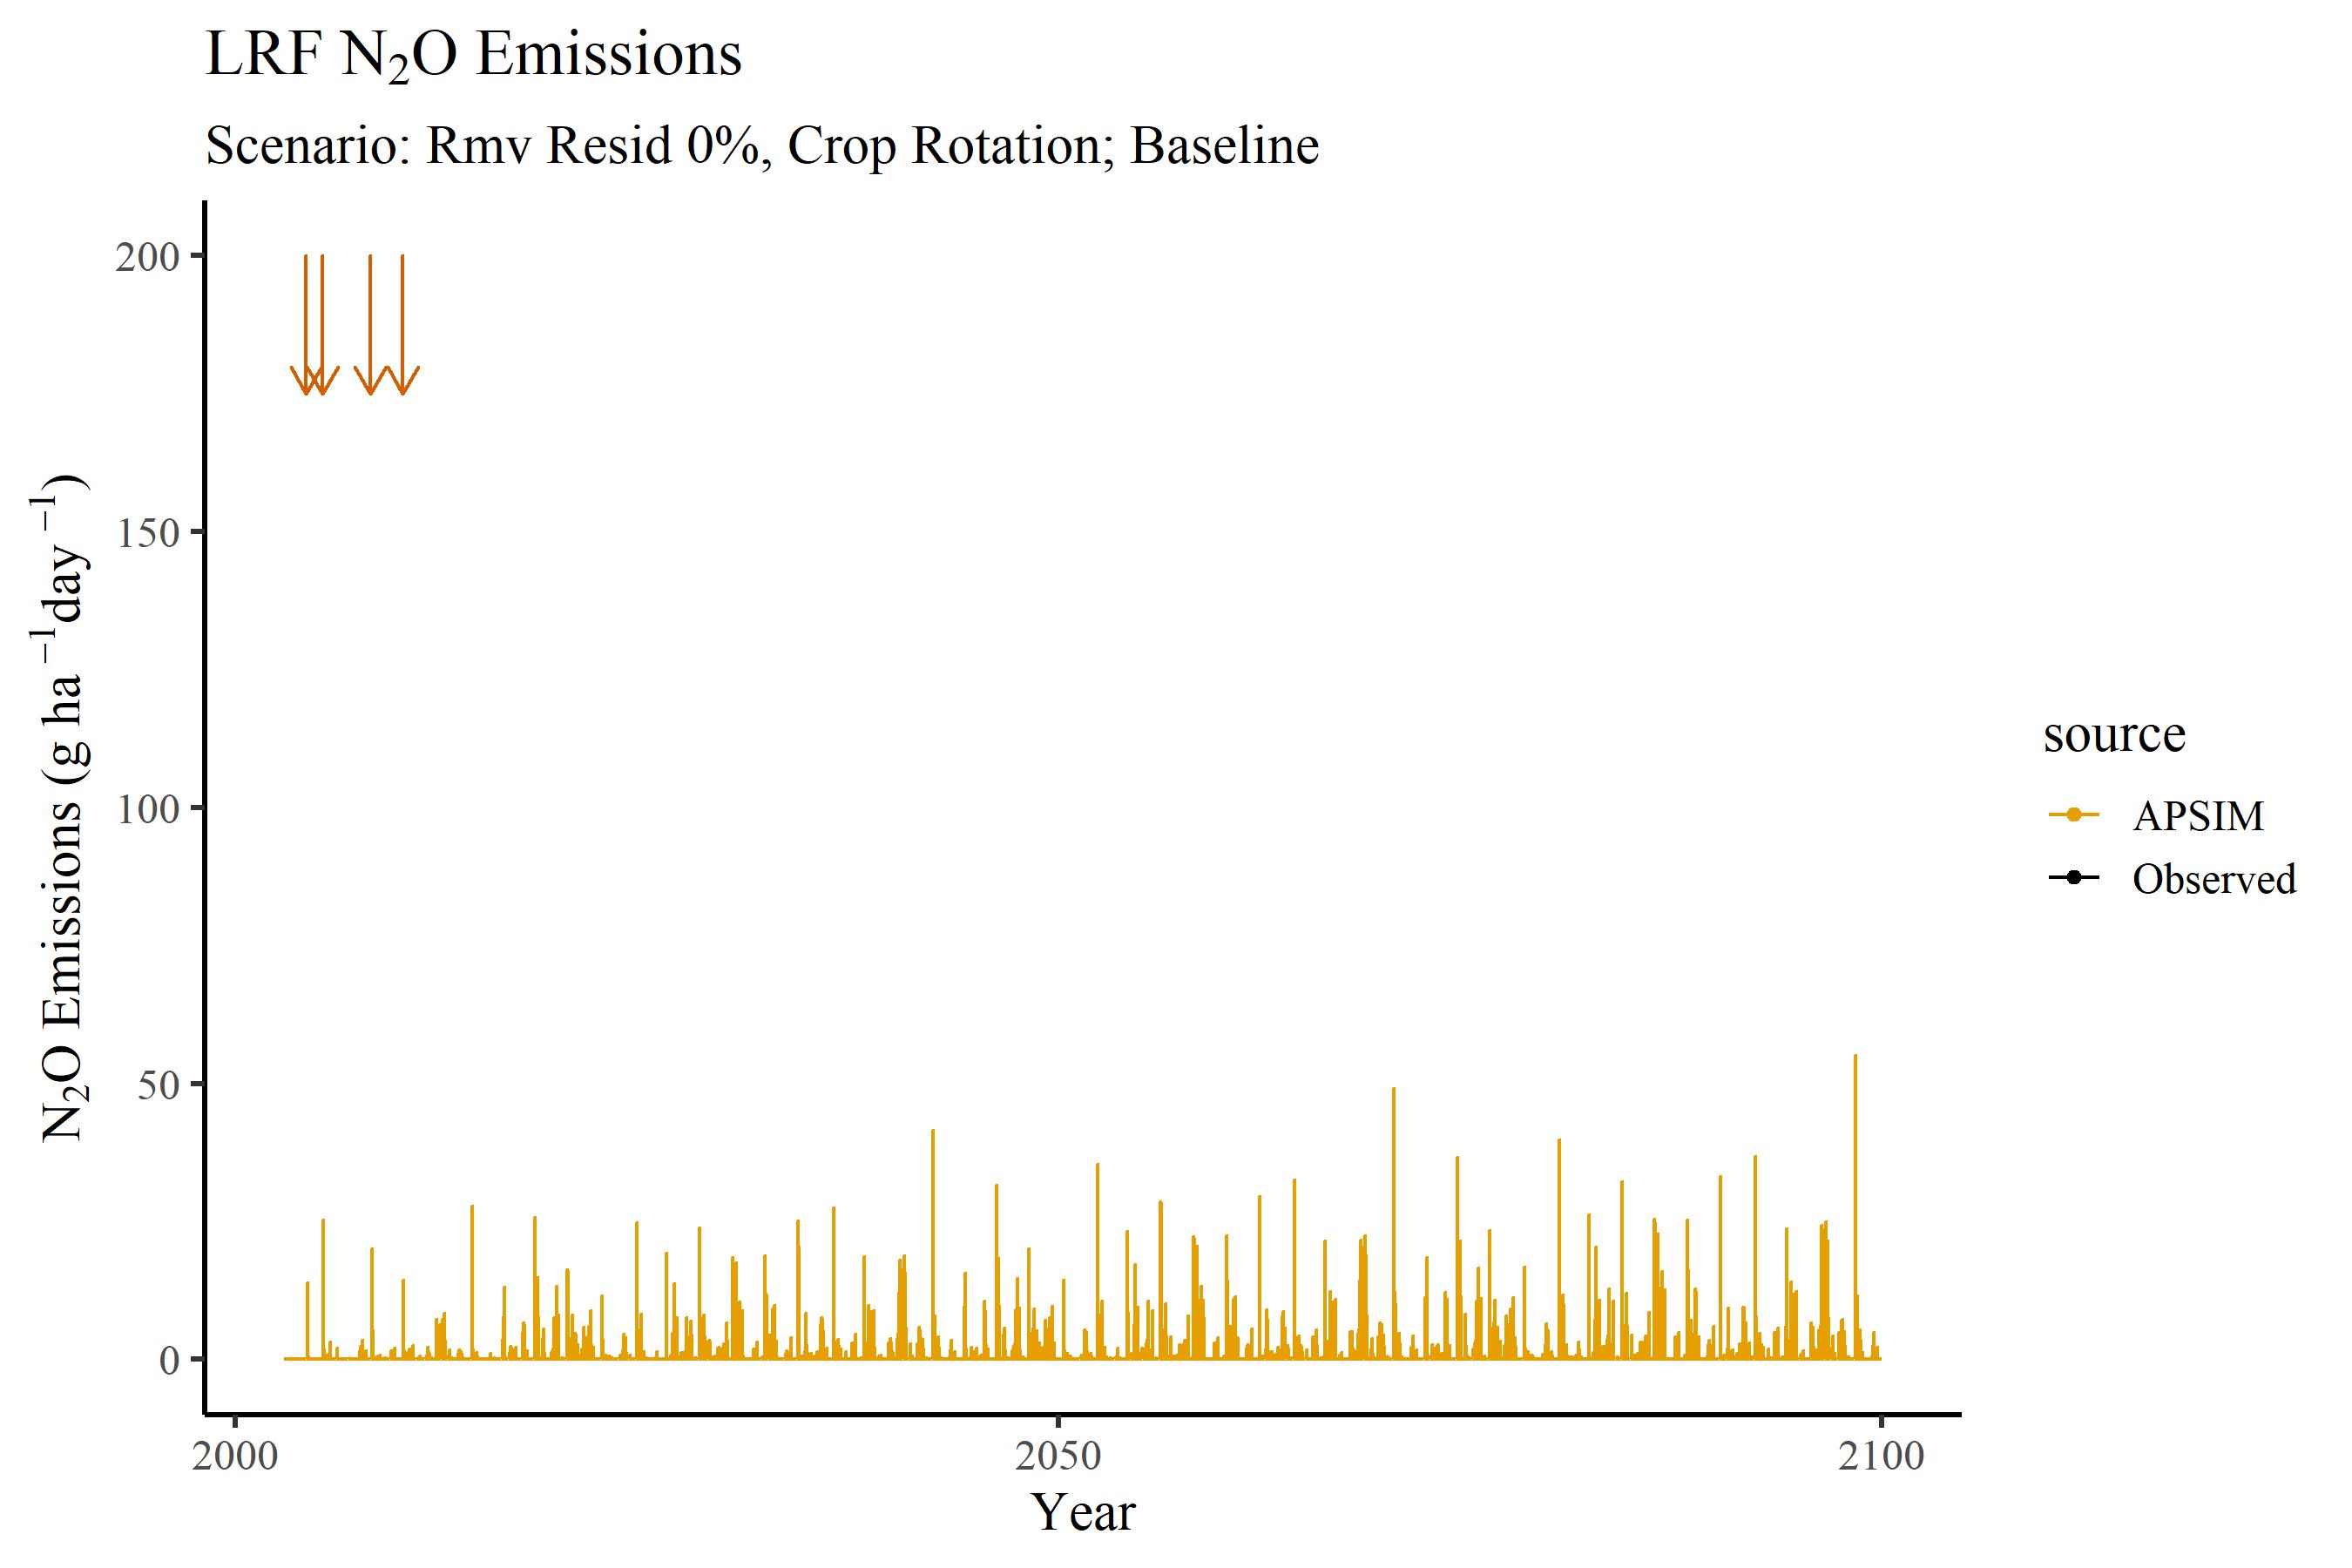 LRF N₂O Emissions
Scenario: Rmv Resid 0%, Crop Rotation; Baseline
N₂O Emissions (g ha ⁻¹day ⁻¹)
200
150
100
50
0
2000
2050
2100
Year
source
APSIM
Observed